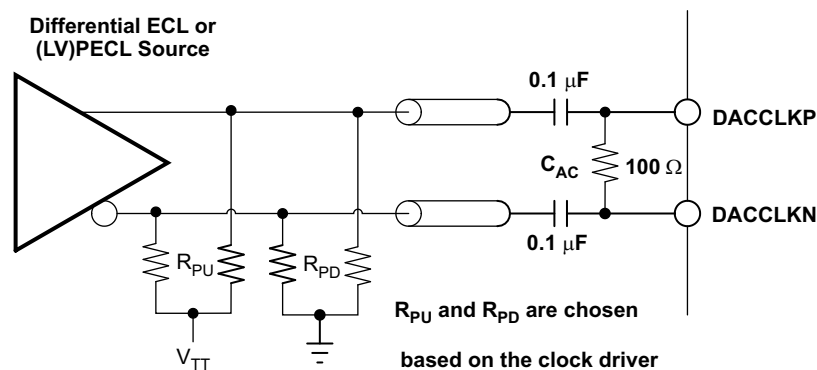 Differential ECL or
(LV)PECL Source
0.1 μF
DACCLKP
C_AC
100 Ω
DACCLKN
0.1 μF
R_PU
R_PD
V_TT
R_PU and R_PD are chosen
based on the clock driver